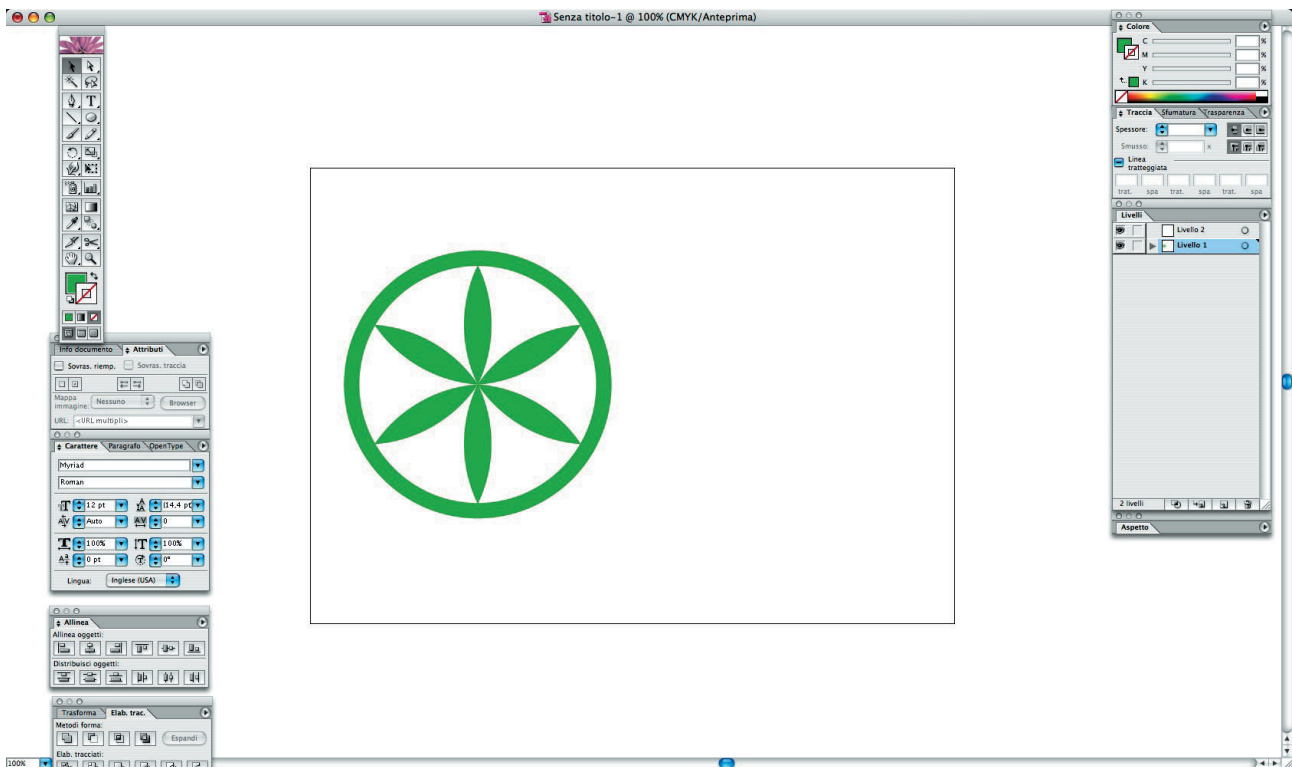 Senza titolo-1 @ 100% (CMYK/Anteprima)
Colore
C %
M %
Y %
K %
Traccia Sfumatura Trasparenza
Spessore:
Smusso: x
Linea
tratteggiata
trat. spa trat. spa trat. spa
Livelli
Livello 2
Livello 1
2 livelli
Aspetto
Info documento Attributi
Sovras. riemp. Sovras. traccia
Mappa
immagine: Nessuno Browser
URL: <URL multipli>
Carattere Paragrafo OpenType
Myriad
Roman
12 pt (14,4 pt)
Auto 0
100% 100%
0 pt 0°
Lingua: Inglese (USA)
Allinea
Allinea oggetti:
Distribuisci oggetti:
Trasforma Elab. trac.
Metodi forma:
Espandi
Elab. tracciati:
100%